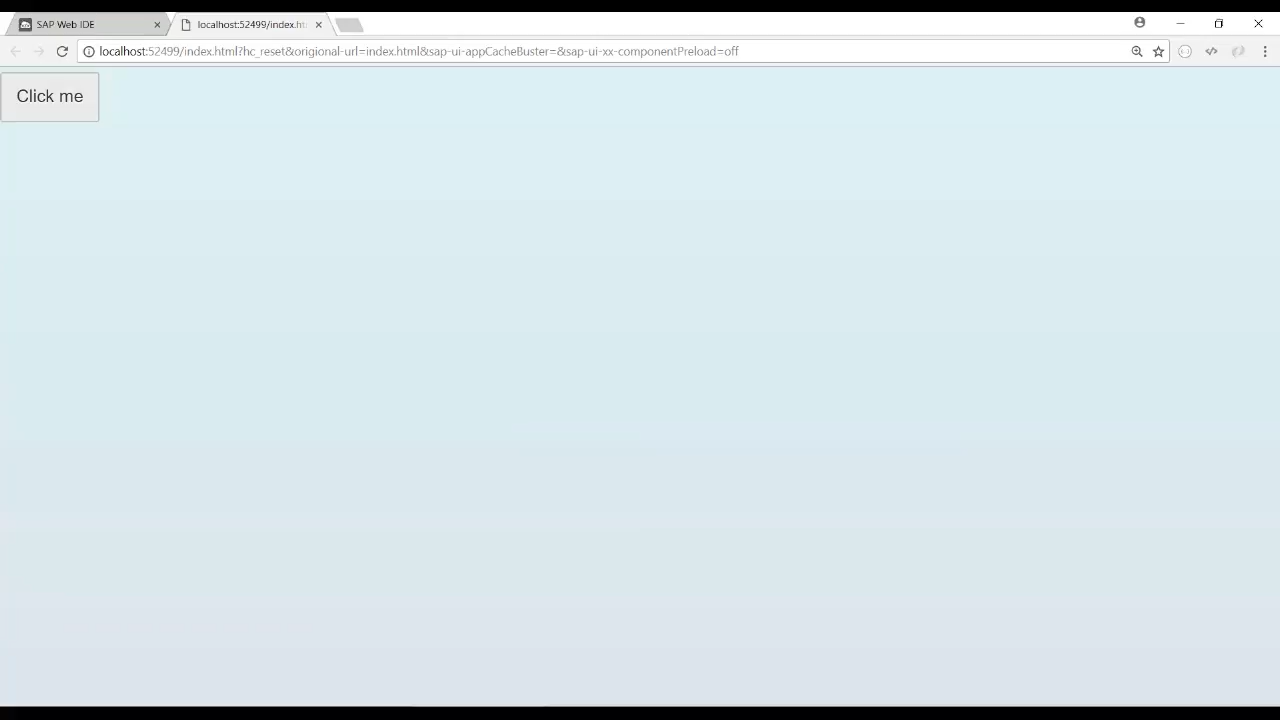 SAP Web IDE
localhost:52499/index.ht
localhost:52499/index.html?hc_reset&origional-url=index.html&sap-ui-appCacheBuster=&sap-ui-xx-componentPreload=off
Click me